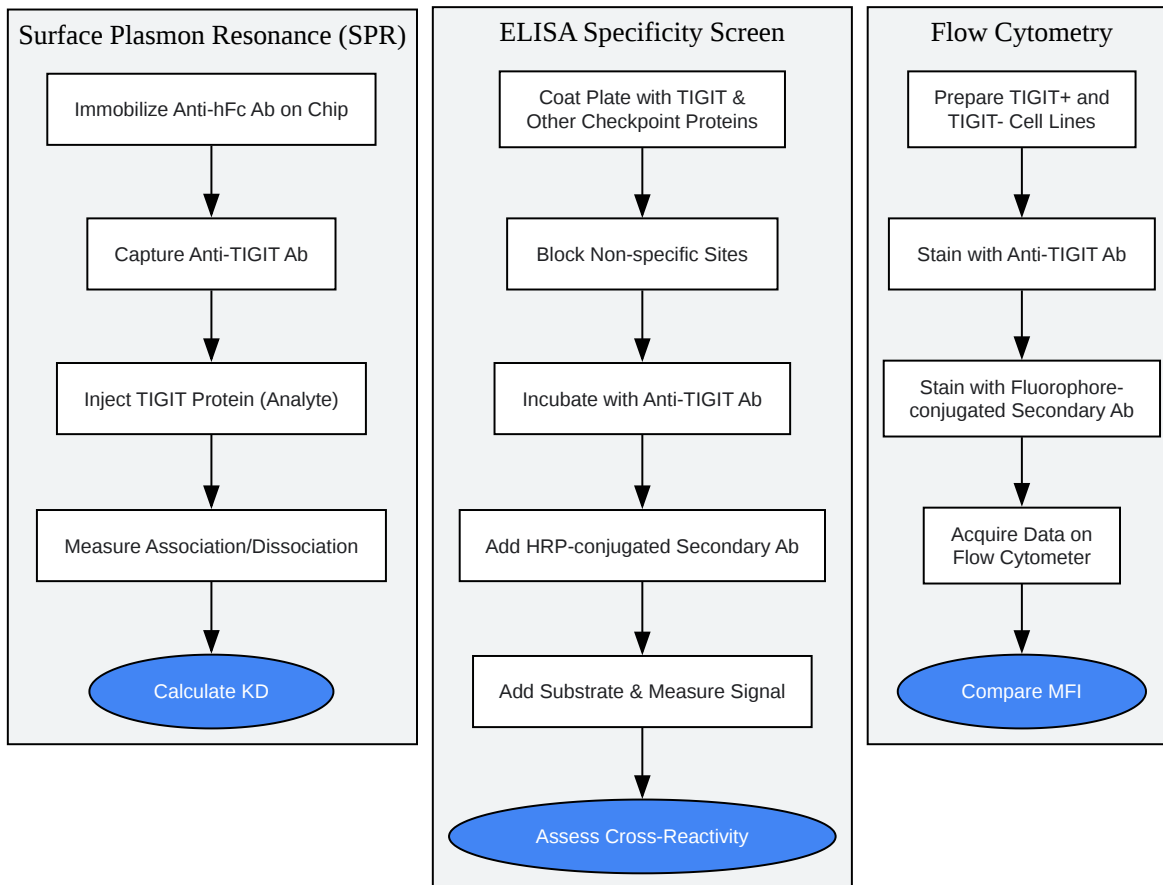 Surface Plasmon Resonance (SPR)
Immobilize Anti-hFc Ab on Chip
Capture Anti-TIGIT Ab
Inject TIGIT Protein (Analyte)
Measure Association/Dissociation
Calculate KD
ELISA Specificity Screen
Coat Plate with TIGIT &
Other Checkpoint Proteins
Block Non-specific Sites
Incubate with Anti-TIGIT Ab
Add HRP-conjugated Secondary Ab
Add Substrate & Measure Signal
Assess Cross-Reactivity
Flow Cytometry
Prepare TIGIT+ and
TIGIT- Cell Lines
Stain with Anti-TIGIT Ab
Stain with Fluorophore-
conjugated Secondary Ab
Acquire Data on
Flow Cytometer
Compare MFI